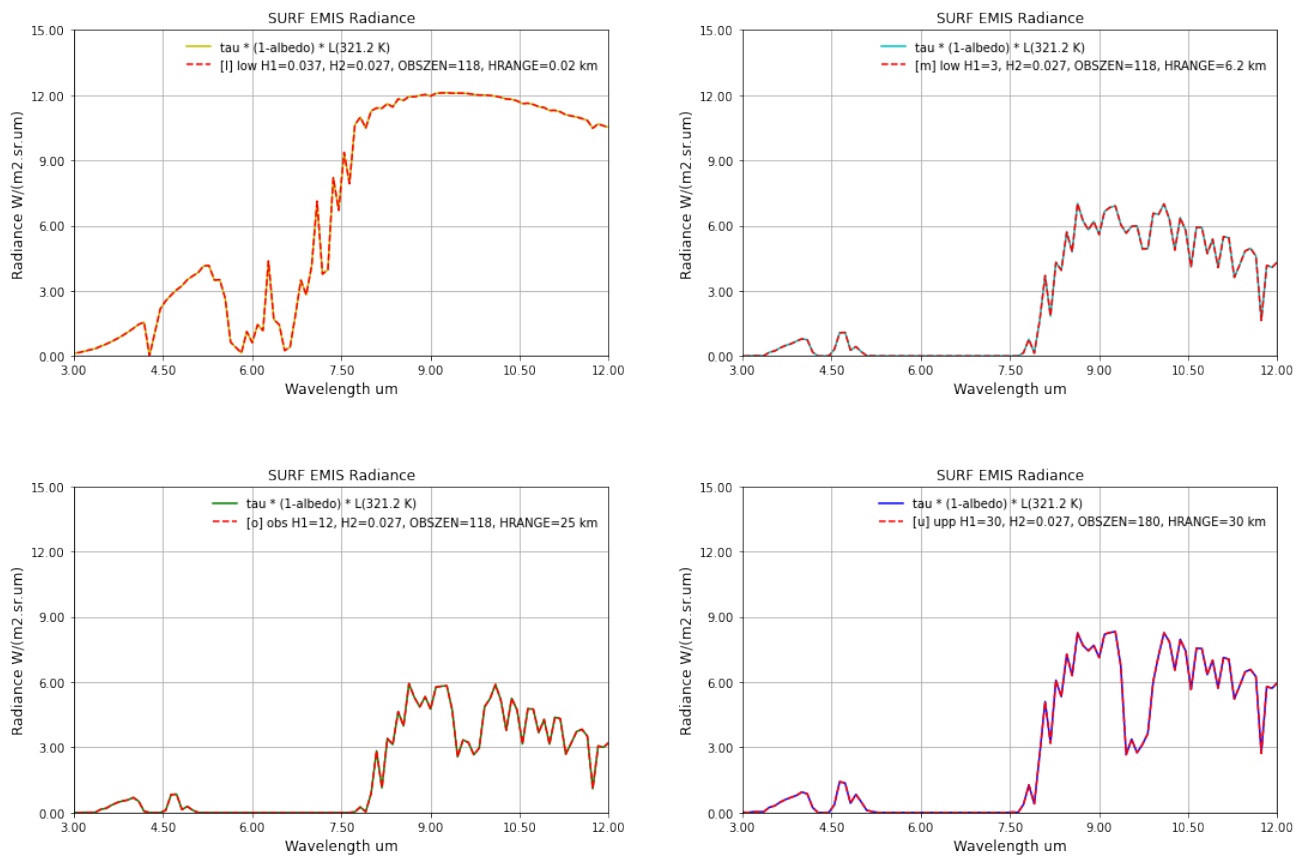 SURF EMIS Radiance
15.00
12.00
9.00
6.00
3.00
0.00
Radiance W/(m2.sr.um)
tau * (1-albedo) * L(321.2 K)
[l] low H1=0.037, H2=0.027, OBSZEN=118, HRANGE=0.02 km
3.00 4.50 6.00 7.50 9.00 10.50 12.00
Wavelength um
SURF EMIS Radiance
15.00
12.00
9.00
6.00
3.00
0.00
Radiance W/(m2.sr.um)
tau * (1-albedo) * L(321.2 K)
[m] low H1=3, H2=0.027, OBSZEN=118, HRANGE=6.2 km
3.00 4.50 6.00 7.50 9.00 10.50 12.00
Wavelength um
SURF EMIS Radiance
15.00
12.00
9.00
6.00
3.00
0.00
Radiance W/(m2.sr.um)
tau * (1-albedo) * L(321.2 K)
[o] obs H1=12, H2=0.027, OBSZEN=118, HRANGE=25 km
3.00 4.50 6.00 7.50 9.00 10.50 12.00
Wavelength um
SURF EMIS Radiance
15.00
12.00
9.00
6.00
3.00
0.00
Radiance W/(m2.sr.um)
tau * (1-albedo) * L(321.2 K)
[u] upp H1=30, H2=0.027, OBSZEN=180, HRANGE=30 km
3.00 4.50 6.00 7.50 9.00 10.50 12.00
Wavelength um